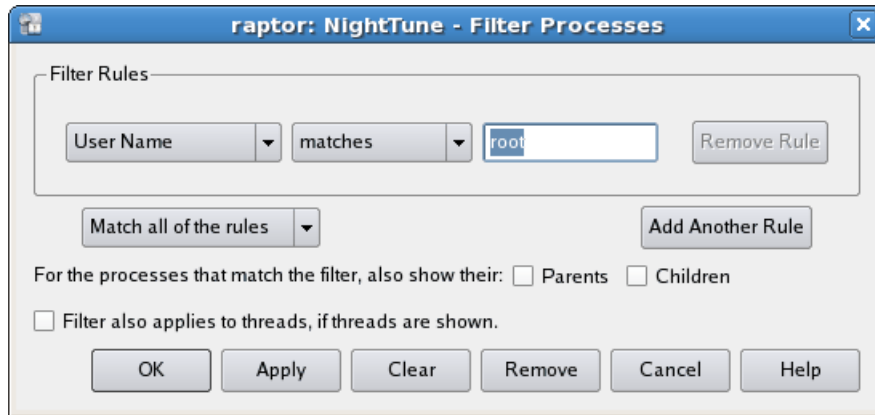 raptor: NightTune - Filter Processes
Filter Rules
User Name matches root Remove Rule
Match all of the rules Add Another Rule
For the processes that match the filter, also show their: Parents Children
Filter also applies to threads, if threads are shown.
OK Apply Clear Remove Cancel Help